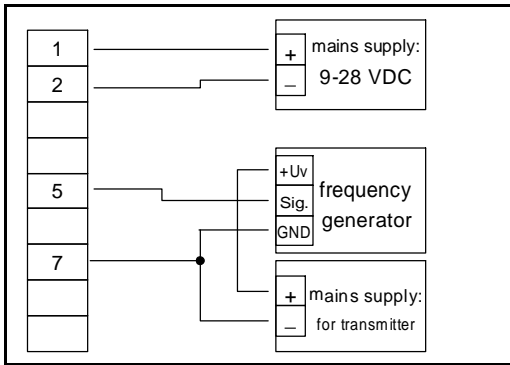 1
2
5
7
+
–
mains supply:
9-28 VDC
+Uv
Sig.
GND
frequency
generator
+
–
mains supply:
for transmitter